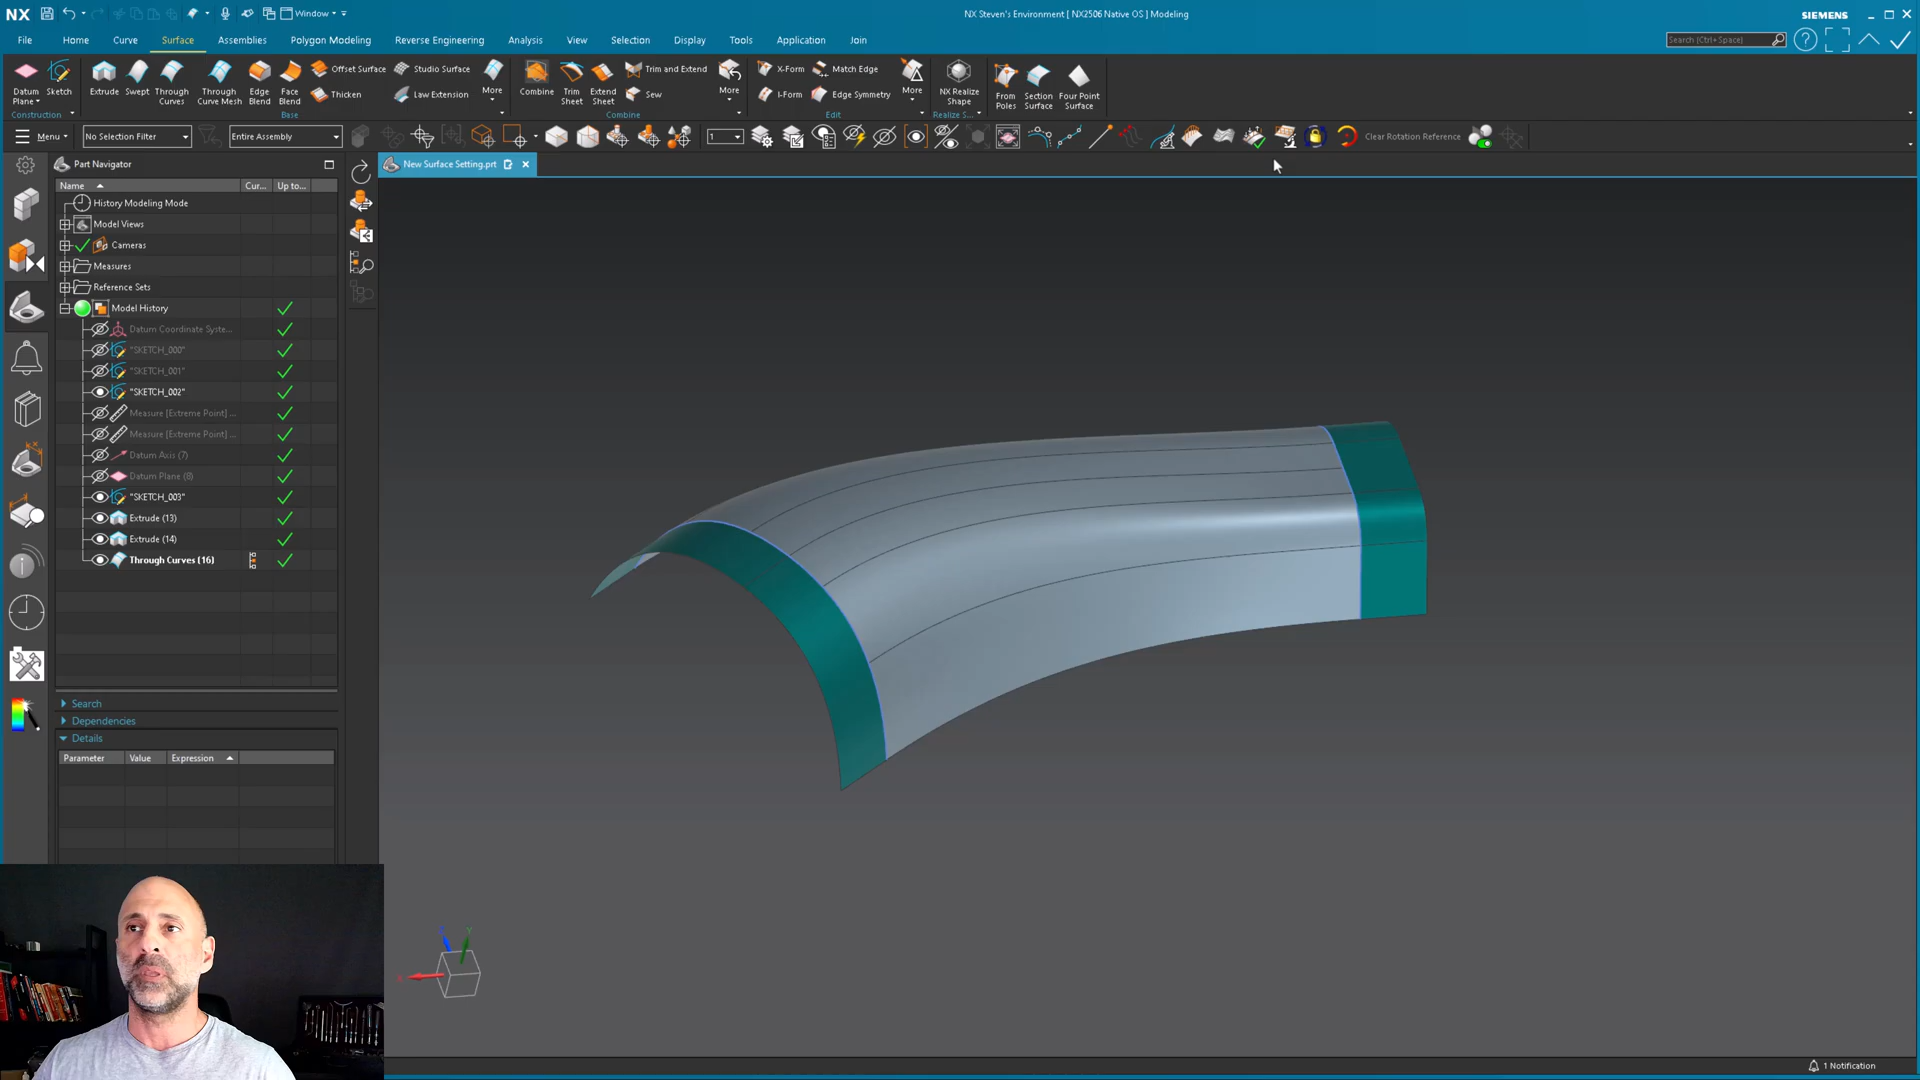 NX
Window
NX Steven's Environment [ NX2506 Native OS ] Modeling
SIEMENS
File Home Curve Surface Assemblies Polygon Modeling Reverse Engineering Analysis View Selection Display Tools Application Join
Search (Ctrl+Space)
Datum Plane
Sketch
Extrude
Swept
Through Curves
Through Curve Mesh
Edge Blend
Face Blend
Offset Surface
Thicken
Studio Surface
Law Extension
More
Combine
Trim Sheet
Extend Sheet
Trim and Extend
Sew
More
X-Form
I-Form
Match Edge
Edge Symmetry
More
NX Realize Shape
From Poles
Section Surface
Four Point Surface
Construction
Base
Combine
Edit
Realize S...
Menu
No Selection Filter
Entire Assembly
1
Clear Rotation Reference
Part Navigator
New Surface Setting.prt
Name Cur... Up to...
History Modeling Mode
Model Views
Cameras
Measures
Reference Sets
Model History
Datum Coordinate Syste...
"SKETCH_000"
"SKETCH_001"
"SKETCH_002"
Measure [Extreme Point] ...
Measure [Extreme Point] ...
Datum Axis (7)
Datum Plane (8)
"SKETCH_003"
Extrude (13)
Extrude (14)
Through Curves (16)
Search
Dependencies
Details
Parameter Value Expression
Y
1 Notification